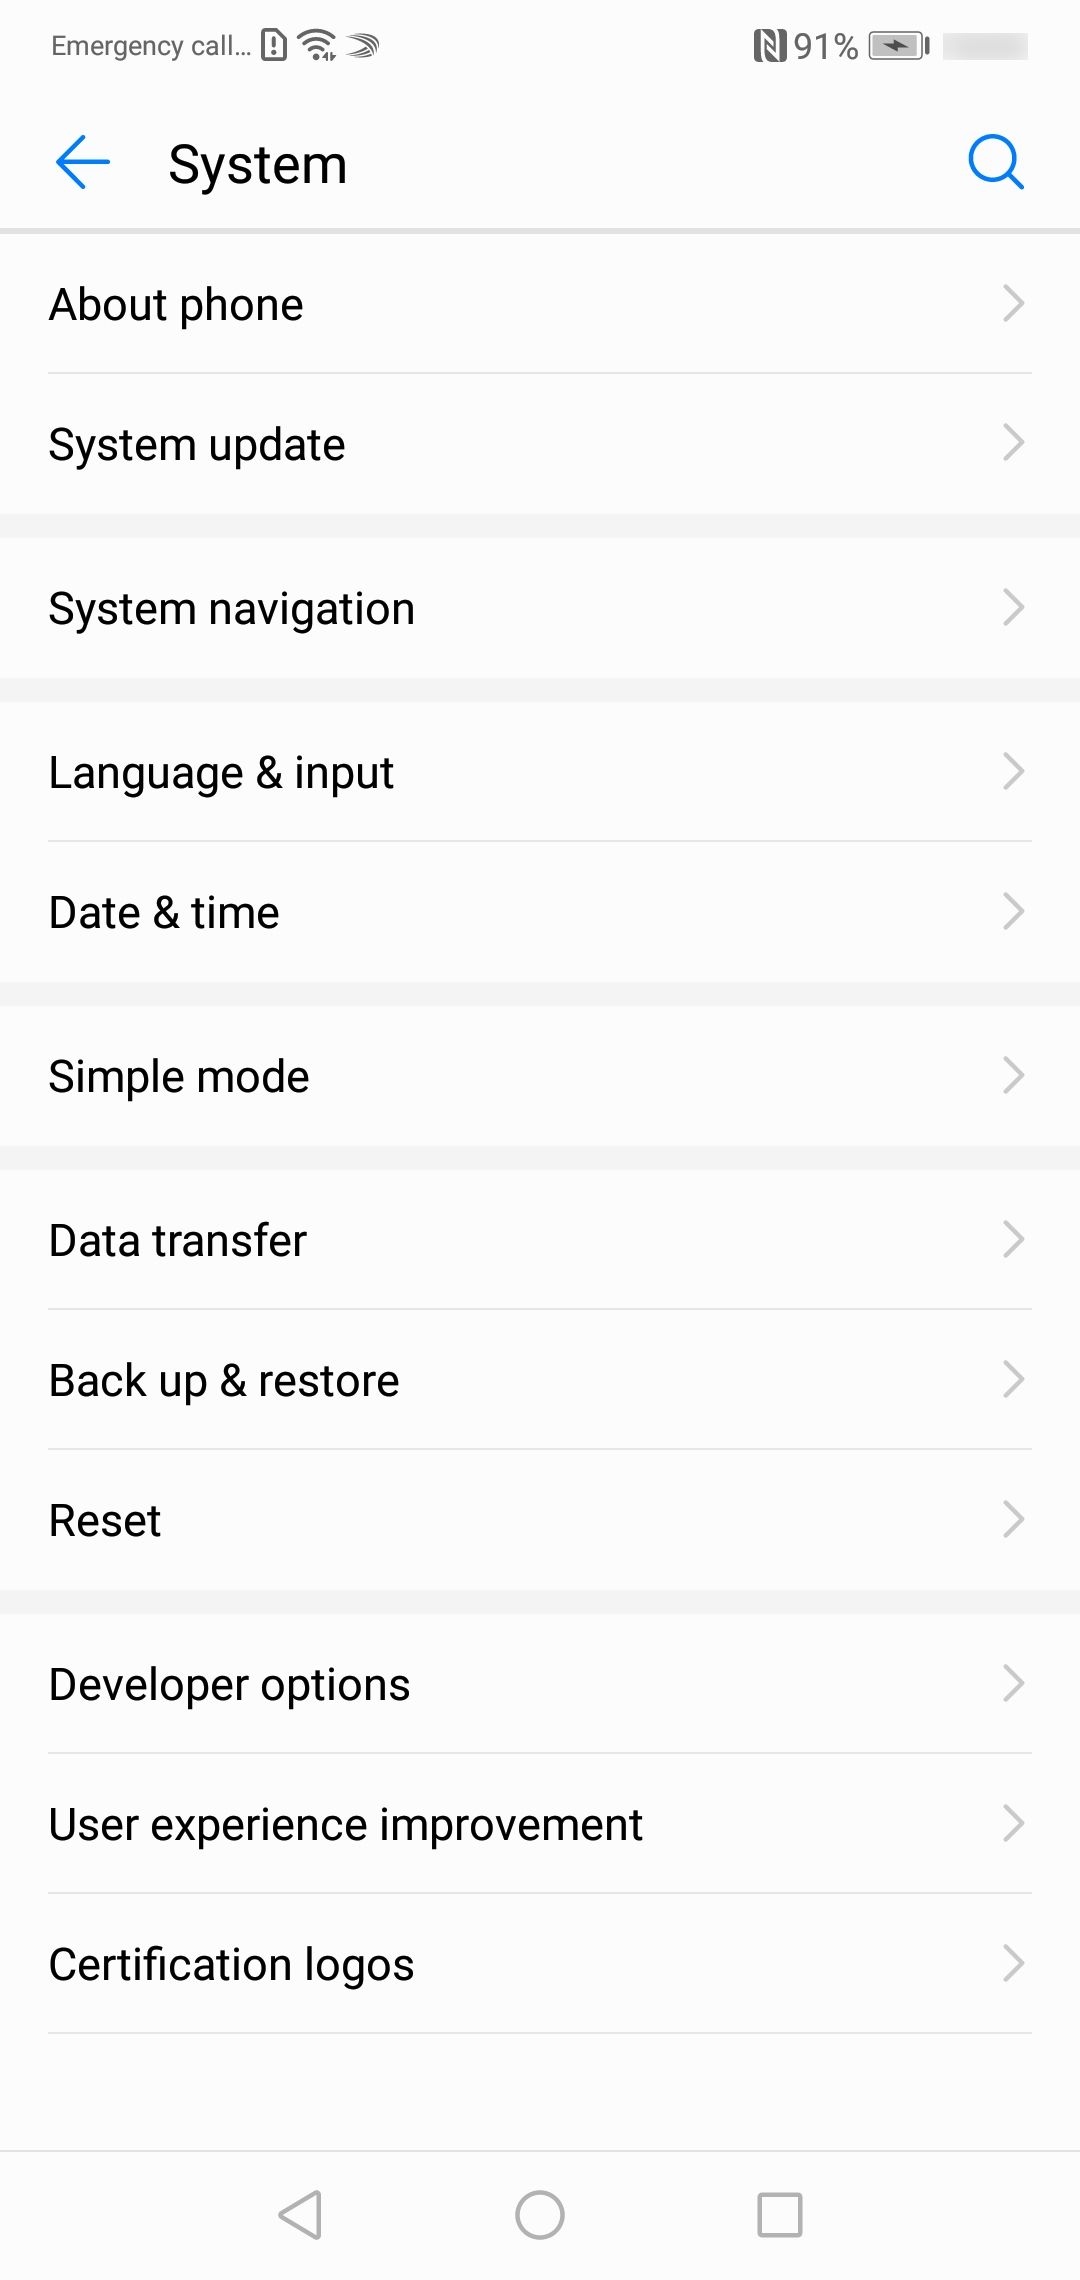 Emergency call... 91%
System
About phone
System update
System navigation
Language & input
Date & time
Simple mode
Data transfer
Back up & restore
Reset
Developer options
User experience improvement
Certification logos